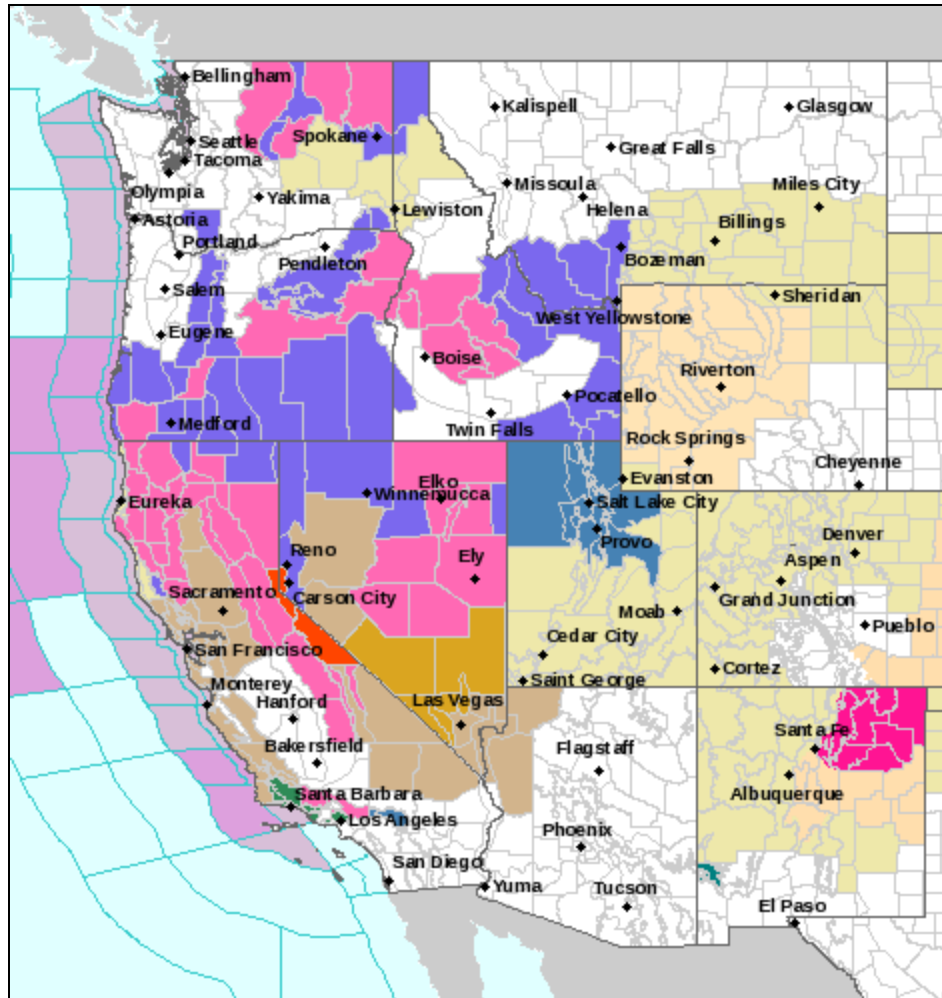 Bellingham
Kalispell
Glasgow
Seattle
Spokane
Great Falls
Tacoma
Olympia
Yakima
Missoula
Miles City
Lewiston
Helena
Astoria
Billings
Portland
Pendleton
Bozeman
Salem
Sheridan
West Yellowstone
Eugene
Boise
Riverton
Pocatello
Medford
Twin Falls
Rock Springs
Cheyenne
Elko
Evanston
Winnemucca
Eureka
Salt Lake City
Reno
Provo
Denver
Ely
Aspen
Sacramento
Carson City
Grand Junction
Moab
Pueblo
Cedar City
San Francisco
Cortez
Saint George
Monterey
Hanford
Las Vegas
Santa Fe
Bakersfield
Flagstaff
Santa Barbara
Albuquerque
Los Angeles
Phoenix
San Diego
Yuma
Tucson
El Paso